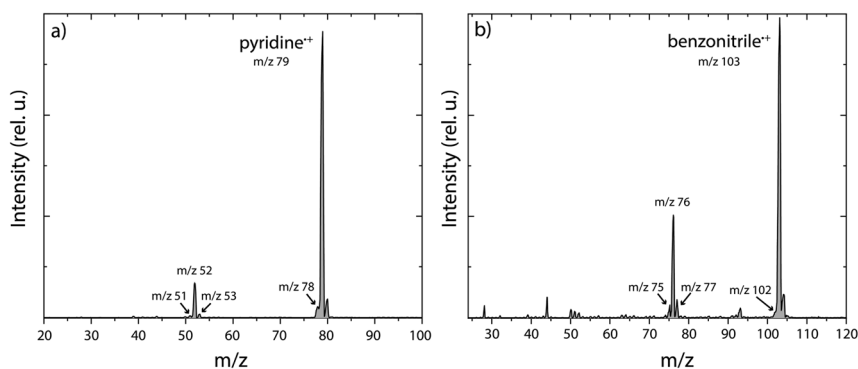 a)
pyridine•+
m/z 79
m/z 52
m/z 51
m/z 53
m/z 78
Intensity (rel. u.)
20 30 40 50 60 70 80 90 100
m/z
b)
benzonitrile•+
m/z 103
m/z 76
m/z 75
m/z 77
m/z 102
Intensity (rel. u.)
30 40 50 60 70 80 90 100 110 120
m/z